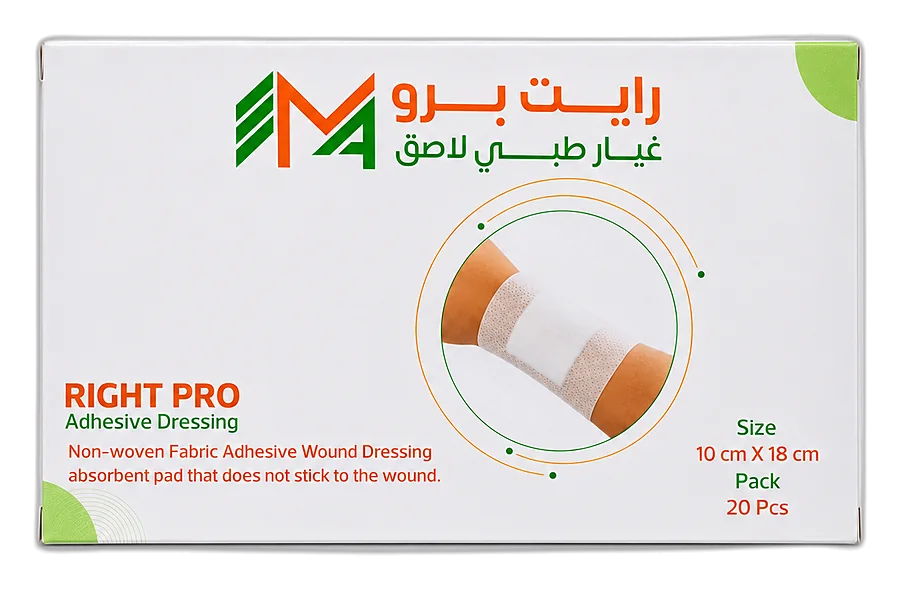 رايت برو
غيار طبي لاصق
RIGHT PRO
Adhesive Dressing
Non-woven Fabric Adhesive Wound Dressing
absorbent pad that does not stick to the wound.
Size
10 cm X 18 cm
Pack
20 Pcs